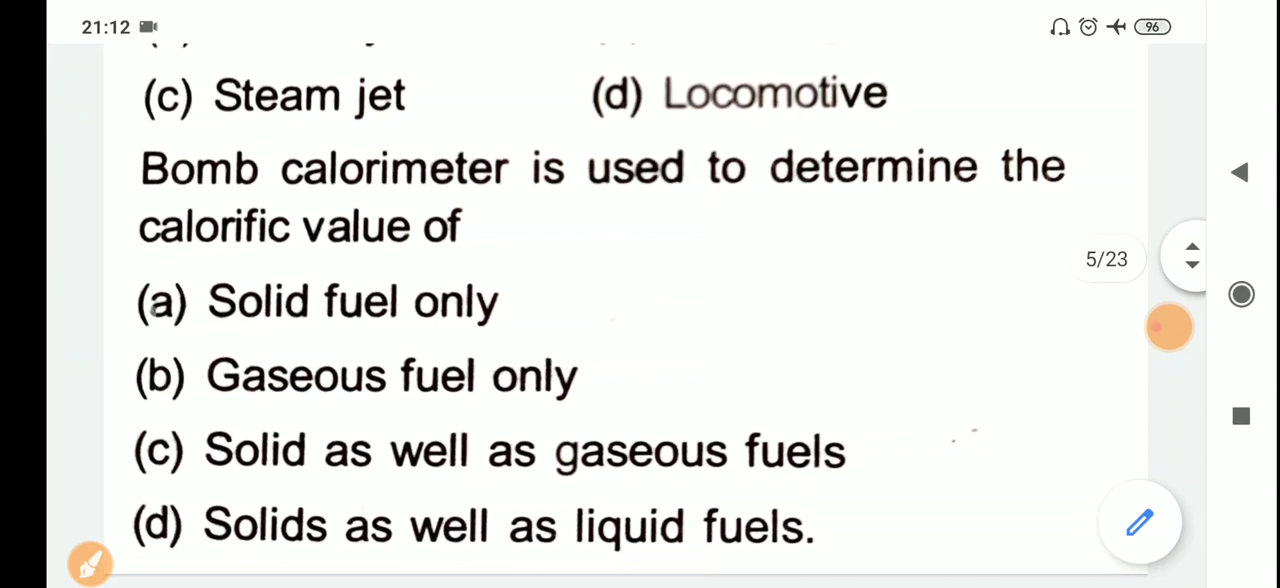 21:12
96
(c) Steam jet (d) Locomotive
Bomb calorimeter is used to determine the
calorific value of
5/23
(a) Solid fuel only
(b) Gaseous fuel only
(c) Solid as well as gaseous fuels
(d) Solids as well as liquid fuels.